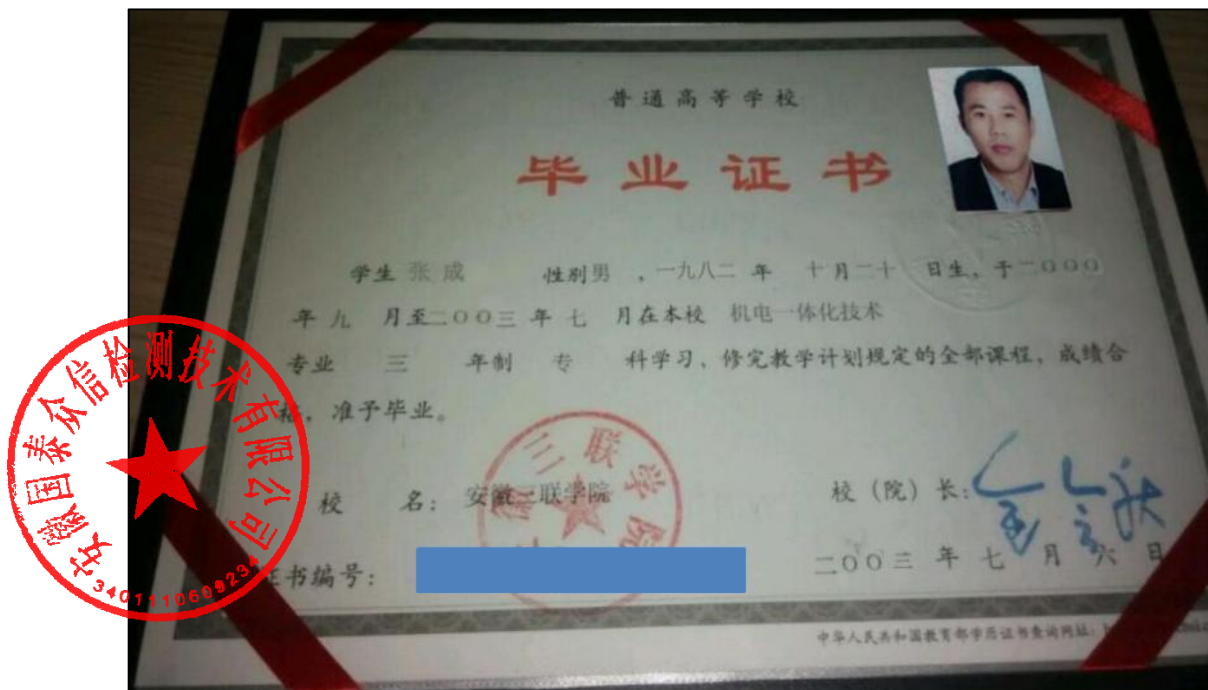 普通高等学校
毕业证书
学生 张成 性别 男 ，一九八二 年 十 月 二十 日生，于二〇〇〇
年 九 月至二〇〇三 年 七 月在本校 机电一体化技术
专业 三 年制 专 科学习，修完教学计划规定的全部课程，成绩合
格，准予毕业。
校 名： 安徽三联学院
校（院）长：
二〇〇三 年 七 月 六 日
证书编号：
中华人民共和国教育部学历证书查询网址：
安徽国泰众信检测技术有限公司
三联学院